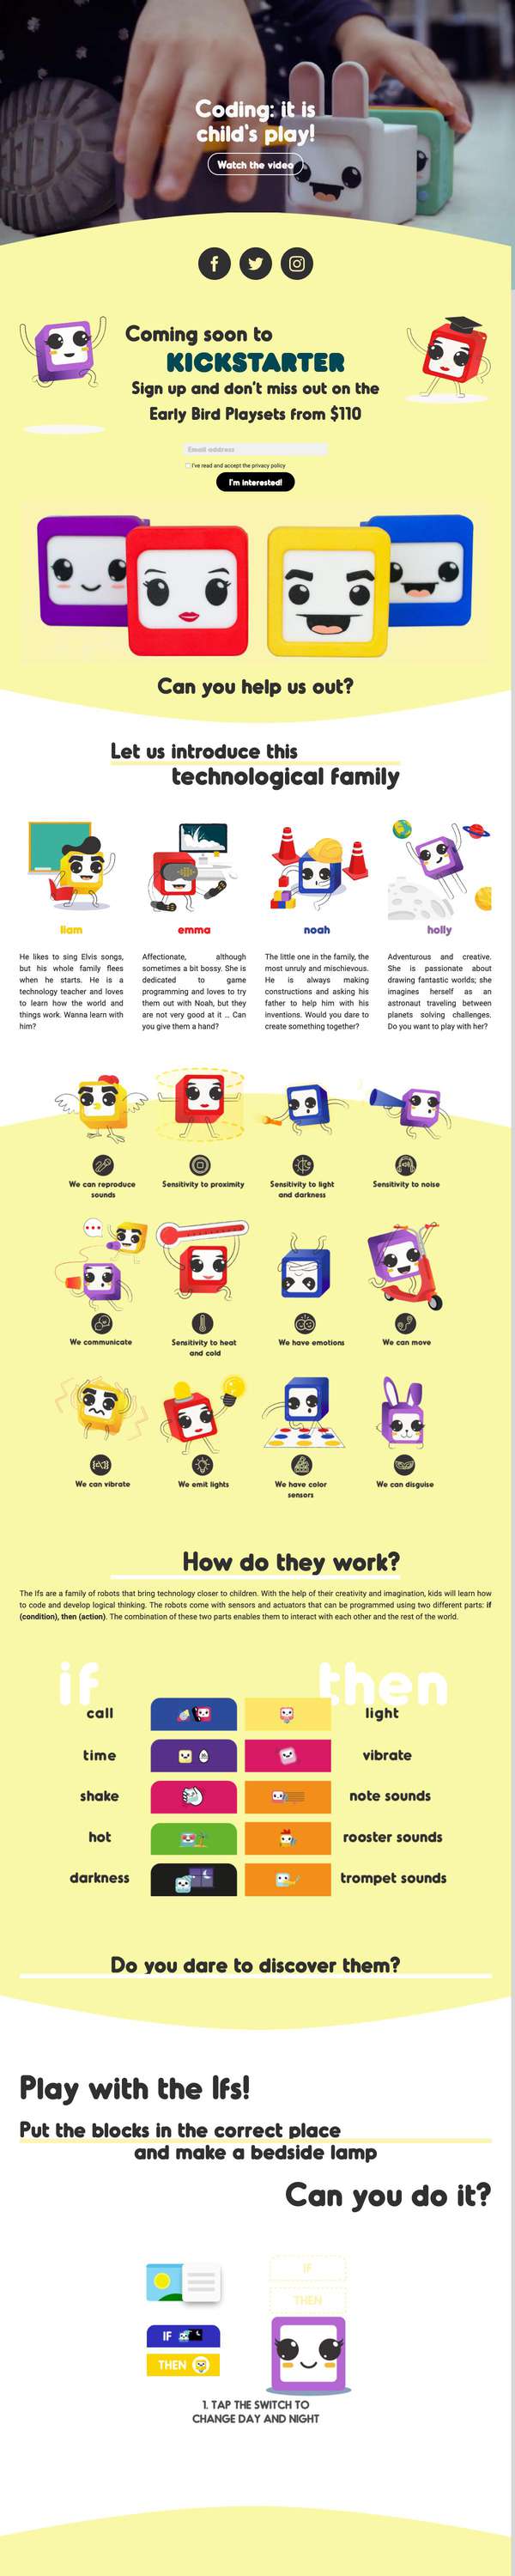 Coding: it is
child's play!
Watch the video
Coming soon to
KICKSTARTER
Sign up and don't miss out on the
Early Bird Playsets from $110
Email address
I've read and accept the privacy policy
I'm interested!
Can you help us out?
Let us introduce this
technological family
liam
emma
noah
holly
He likes to sing Elvis songs,
but his whole family flees
when he starts. He is a
technology teacher and loves
to learn how the world and
things work. Wanna learn with
him?
Affectionate, although
sometimes a bit bossy. She is
dedicated to game
programming and loves to try
them out with Noah, but they
are not very good at it ... Can
you give them a hand?
The little one in the family, the
most unruly and mischievous.
He is always making
constructions and asking his
father to help him with his
inventions. Would you dare to
create something together?
Adventurous and creative.
She is passionate about
drawing fantastic worlds; she
imagines herself as an
astronaut traveling between
planets solving challenges.
Do you want to play with her?
We can reproduce
sounds
Sensitivity to proximity
Sensitivity to light
and darkness
Sensitivity to noise
We communicate
Sensitivity to heat
and cold
We have emotions
We can move
We can vibrate
We emit lights
We have color
sensors
We can disguise
How do they work?
The Ifs are a family of robots that bring technology closer to children. With the help of their creativity and imagination, kids will learn how
to code and develop logical thinking. The robots come with sensors and actuators that can be programmed using two different parts: if
(condition), then (action). The combination of these two parts enables them to interact with each other and the rest of the world.
if
then
call
light
time
vibrate
shake
note sounds
hot
rooster sounds
darkness
trompet sounds
Do you dare to discover them?
Play with the Ifs!
Put the blocks in the correct place
and make a bedside lamp
Can you do it?
IF
THEN
IF
THEN
1. TAP THE SWITCH TO
CHANGE DAY AND NIGHT